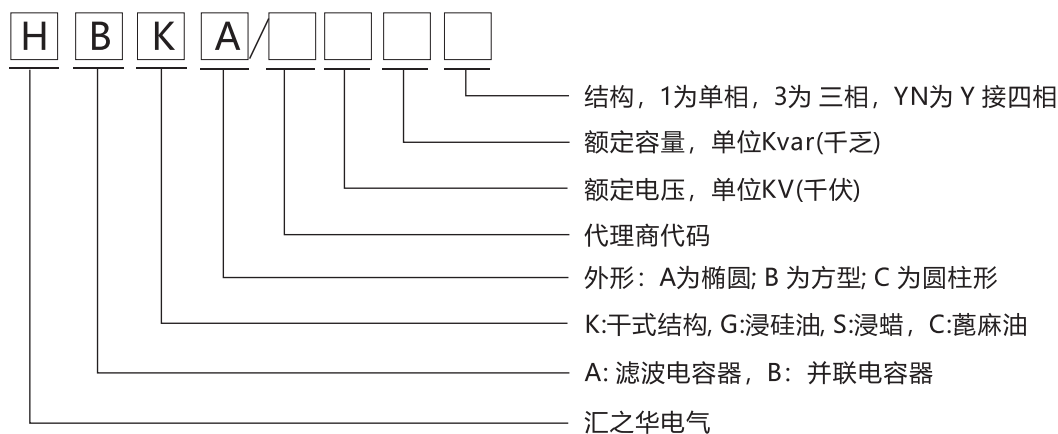 H B K A /
结构，1为单相，3为 三相，YN为 Y 接四相
额定容量，单位Kvar(千乏)
额定电压，单位KV(千伏)
代理商代码
外形：A为椭圆; B 为方型; C 为圆柱形
K:干式结构, G:浸硅油, S:浸蜡，C:蓖麻油
A: 滤波电容器，B：并联电容器
汇之华电气